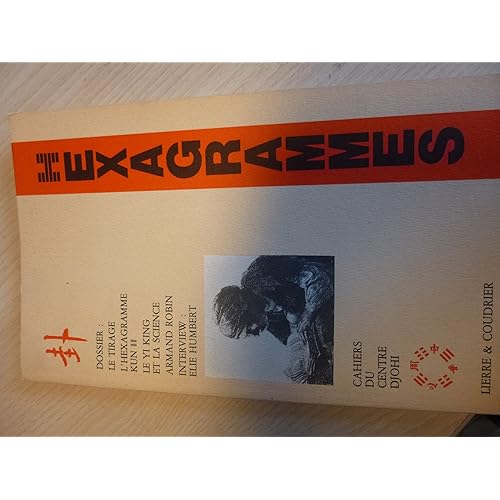 HEXAGRAMMES
卦
DOSSIER :
LE TIRAGE
L'HEXAGRAMME
KUN II
LE YI KING
ET LA SCIENCE
ARMAND ROBIN
INTERVIEW :
ELIE HUMBERT
CAHIERS
DU
CENTRE
DJOHI
LIERRE & COUDRIER